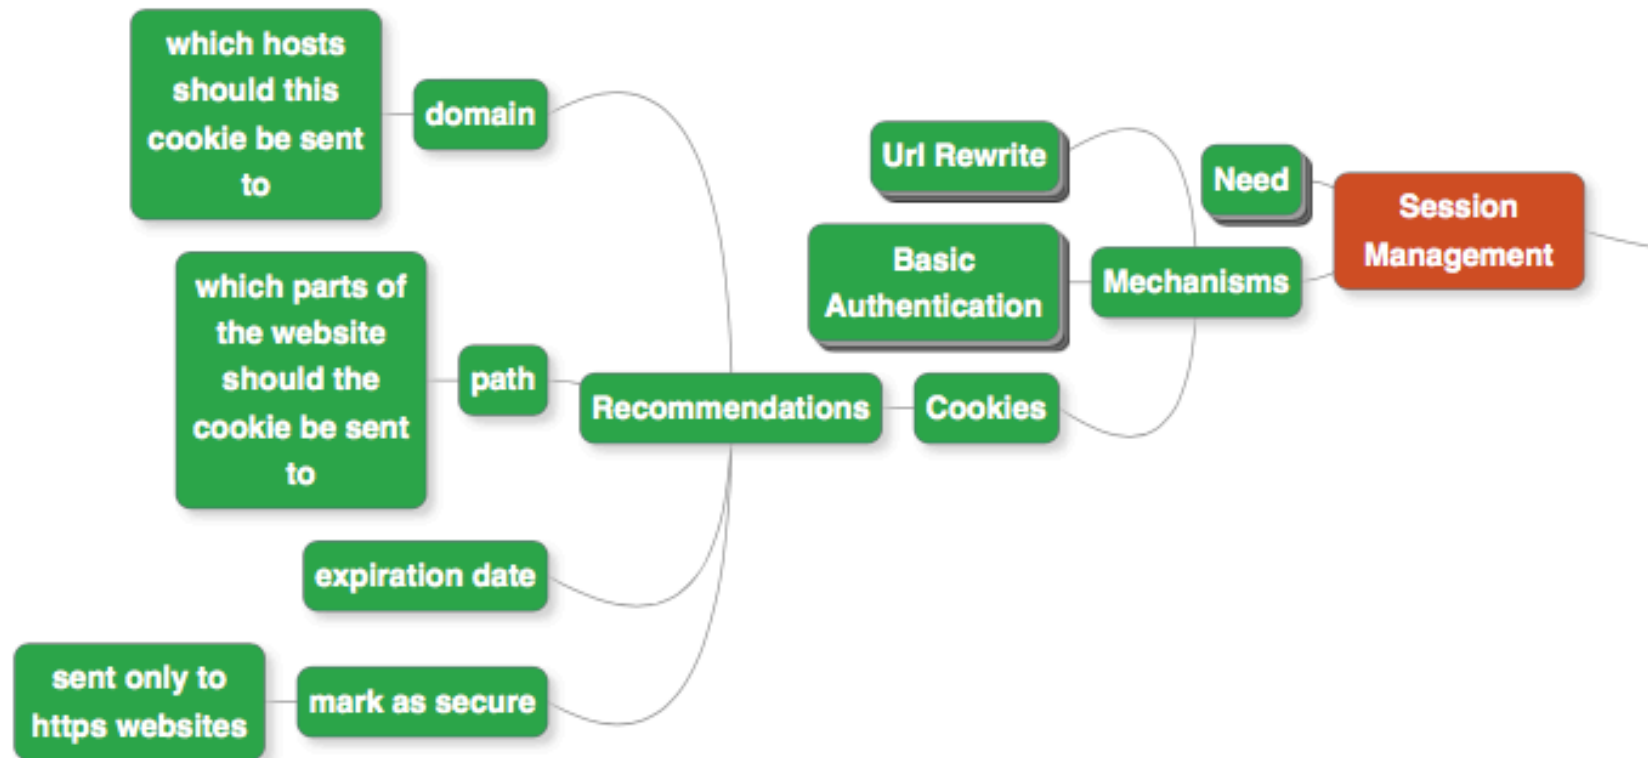 which hosts
should this
cookie be sent
to
domain
Url Rewrite
Need
Session
Management
Basic
Authentication
Mechanisms
which parts of
the website
should the
cookie be sent
to
path
Recommendations
Cookies
expiration date
sent only to
https websites
mark as secure